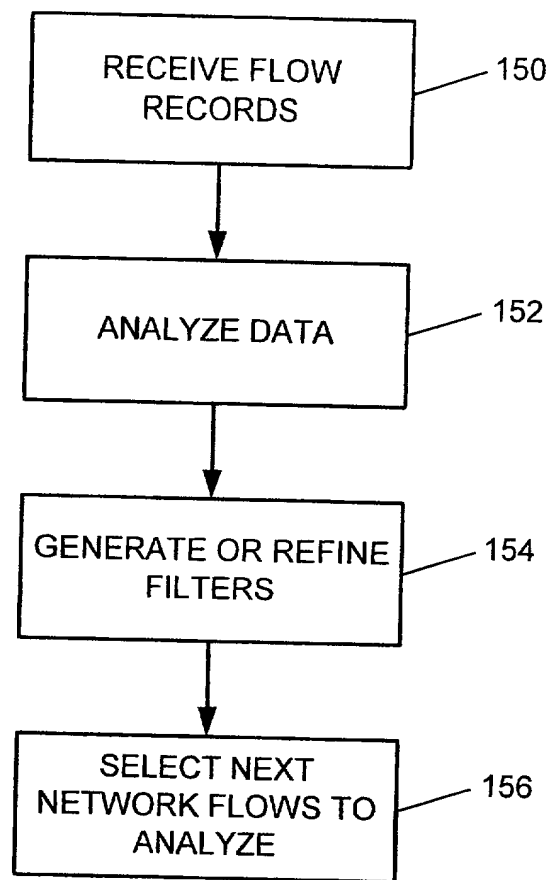 RECEIVE FLOW
RECORDS
150
ANALYZE DATA
152
GENERATE OR REFINE
FILTERS
154
SELECT NEXT
NETWORK FLOWS TO
ANALYZE
156